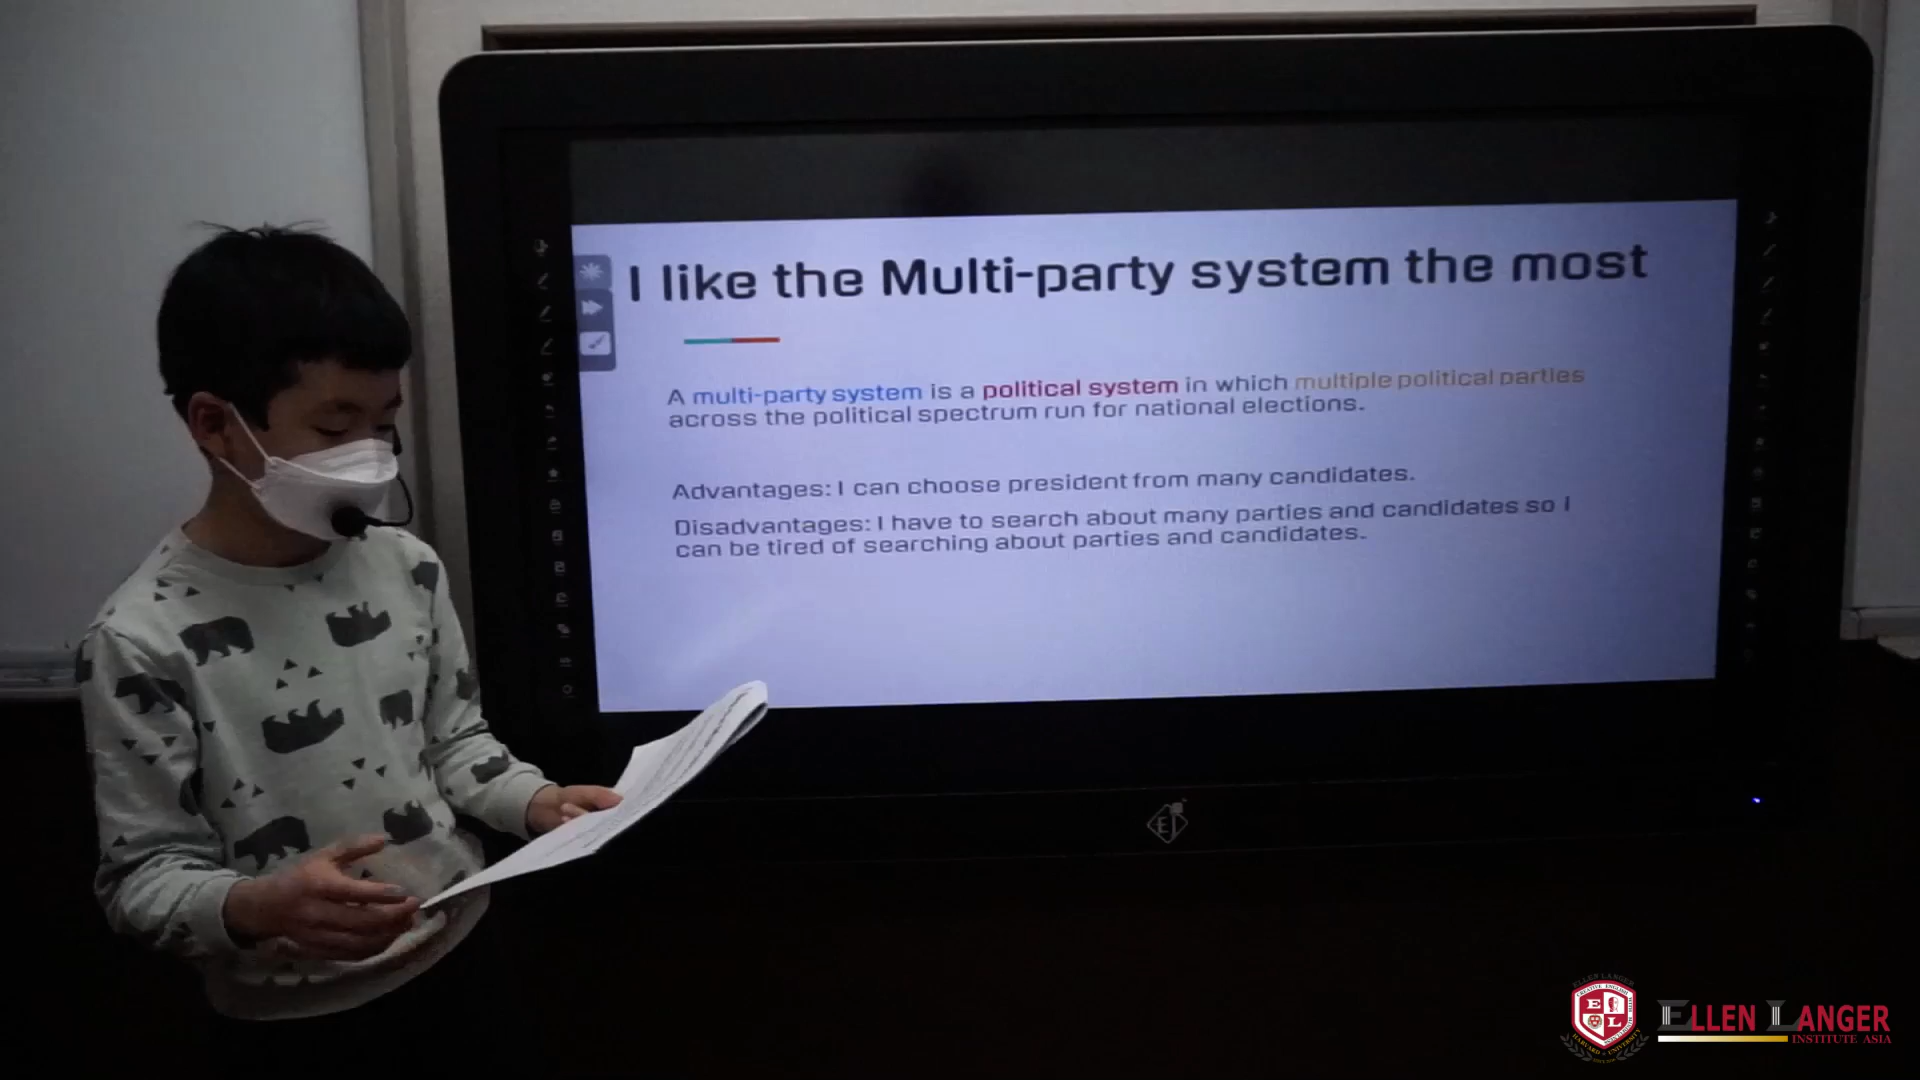 I like the Multi-party system the most
A multi-party system is a political system in which multiple political parties
across the political spectrum run for national elections.
Advantages: I can choose president from many candidates.
Disadvantages: I have to search about many parties and candidates so I
can be tired of searching about parties and candidates.
ELLEN LANGER
INSTITUTE ASIA